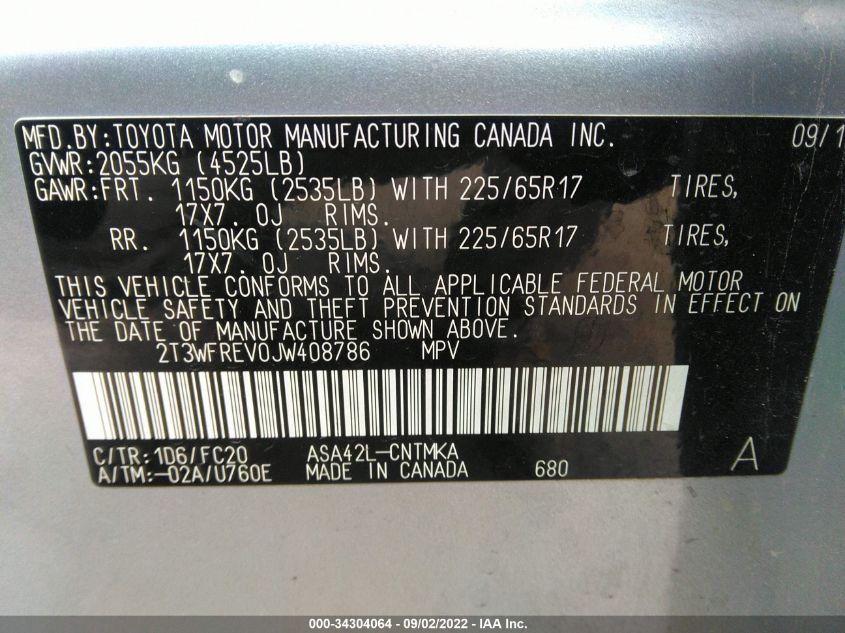 MFD.BY:TOYOTA MOTOR MANUFACTURING CANADA INC. 09/1
GVWR:2055KG (4525LB)
GAWR:FRT. 1150KG (2535LB) WITH 225/65R17 TIRES,
17X7. 0J RIMS.
RR. 1150KG (2535LB) WITH 225/65R17 TIRES,
17X7. 0J RIMS.
THIS VEHICLE CONFORMS TO ALL APPLICABLE FEDERAL MOTOR
VEHICLE SAFETY AND THEFT PREVENTION STANDARDS IN EFFECT ON
THE DATE OF MANUFACTURE SHOWN ABOVE.
2T3WFREV0JW408786 MPV
C/TR:1D6/FC20 ASA42L-CNTMKA
A/TM:-02A/U760E MADE IN CANADA 680 A
000-34304064 - 09/02/2022 - IAA Inc.